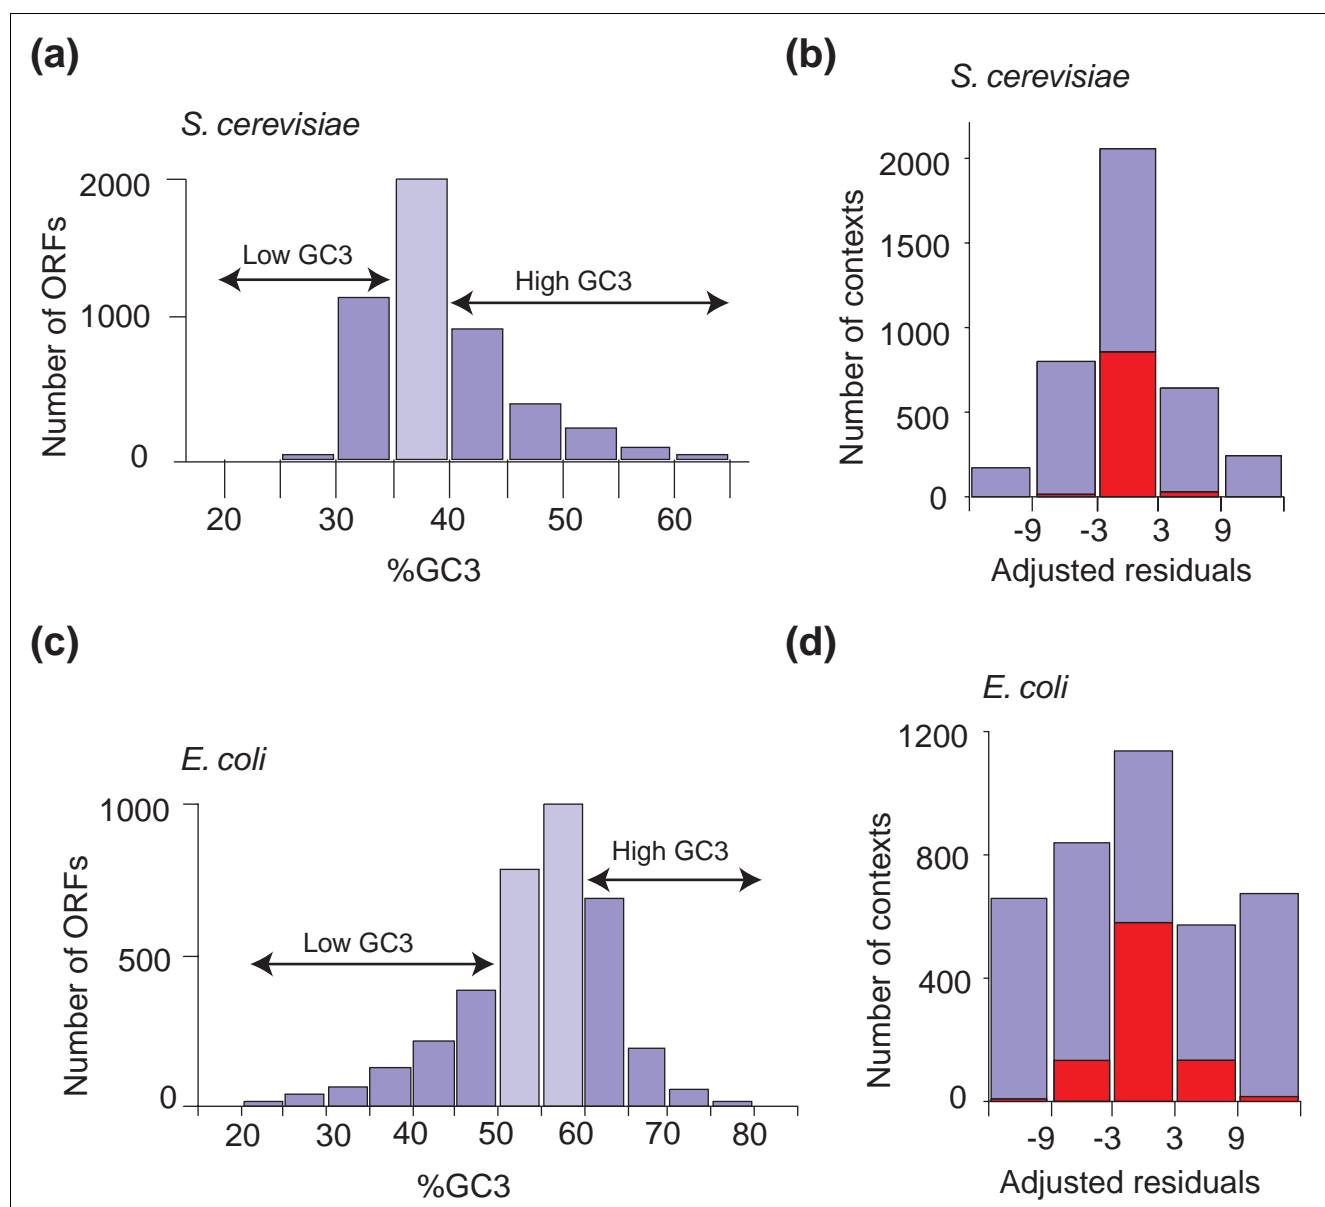 (a)
S. cerevisiae
2000
1000
0
Number of ORFs
Low GC3
High GC3
20 30 40 50 60
%GC3
(b)
S. cerevisiae
2000
1500
1000
500
0
Number of contexts
-9 -3 3 9
Adjusted residuals
(c)
E. coli
1000
500
0
Number of ORFs
Low GC3
High GC3
20 30 40 50 60 70 80
%GC3
(d)
E. coli
1200
800
400
0
Number of contexts
-9 -3 3 9
Adjusted residuals